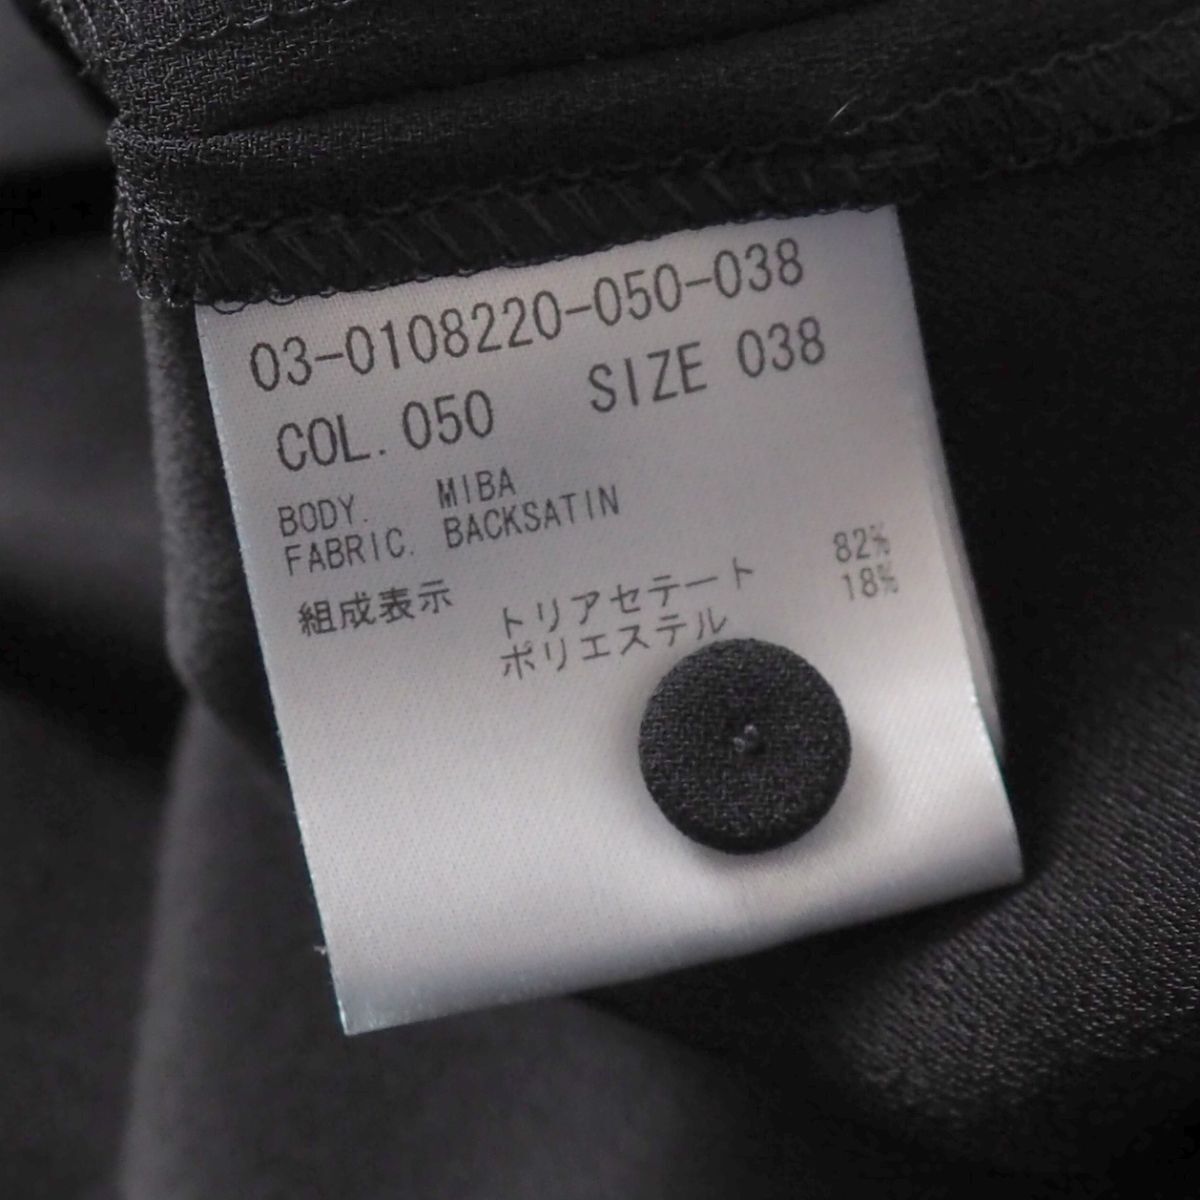 03-0108220-050-038
COL. 050 SIZE 038
BODY. MIBA
FABRIC. BACKSATIN
組成表示 トリアセテート 82%
ポリエステル 18%